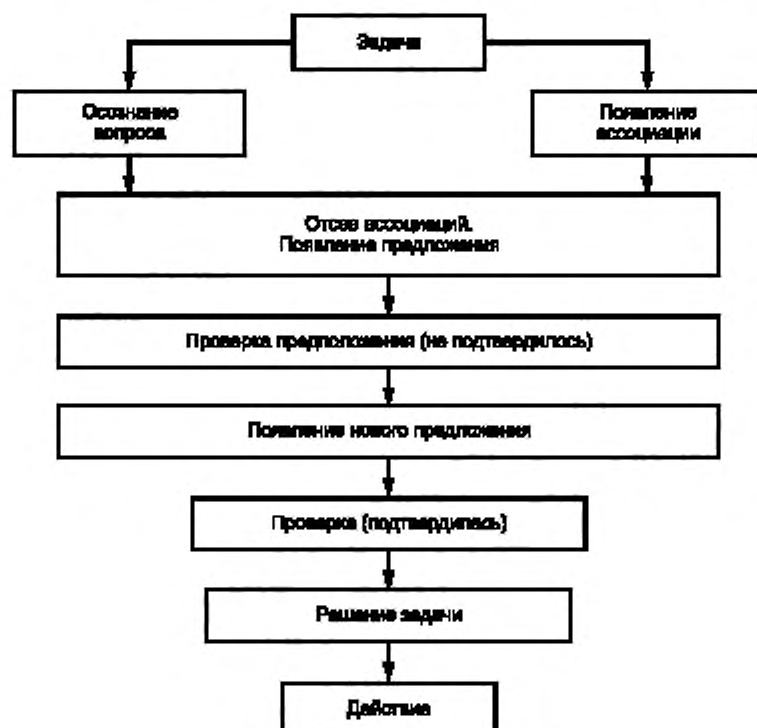 Задача
Осознание
вопроса
Появление
ассоциации
Отсев ассоциаций.
Появление предложения
Проверка предположения (не подтвердилось)
Появление нового предложения
Проверка (подтвердилась)
Решение задачи
Действие